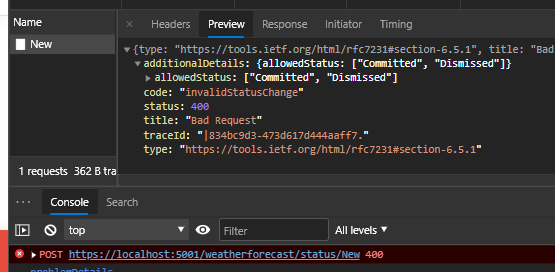 Name
Headers
Preview
Response
Initiator
Timing
New
{type: "https://tools.ietf.org/html/rfc7231#section-6.5.1", title: "Bad
additionalDetails: {allowedStatus: ["Committed", "Dismissed"]}
allowedStatus: ["Committed", "Dismissed"]
code: "invalidStatusChange"
status: 400
title: "Bad Request"
traceId: "|834bc9d3-473d617d444aaff7."
type: "https://tools.ietf.org/html/rfc7231#section-6.5.1"
1 requests 362 B tra
Console
Search
top
Filter
All levels
POST https://localhost:5001/weatherforecast/status/New 400
problemDetails